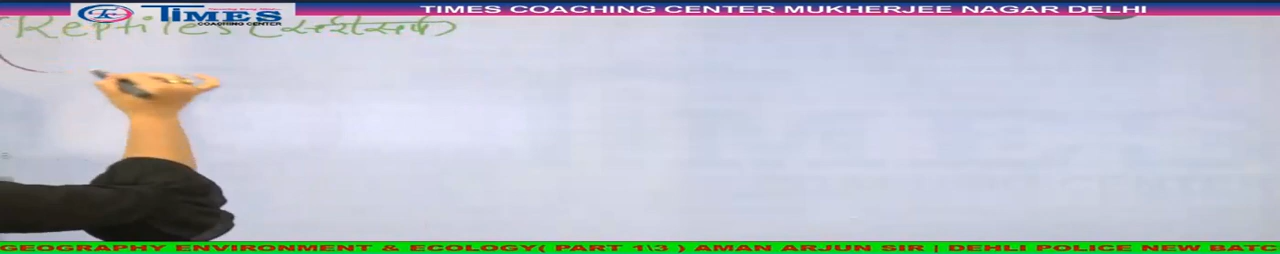 TIMES COACHING CENTER MUKHERJEE NAGAR DELHI
TIMES
COACHING CENTER
Reptiles (सरीसृप)
GEOGRAPHY ENVIRONMENT & ECOLOGY( PART 1\3 ) AMAN ARJUN SIR | DEHLI POLICE NEW BATC